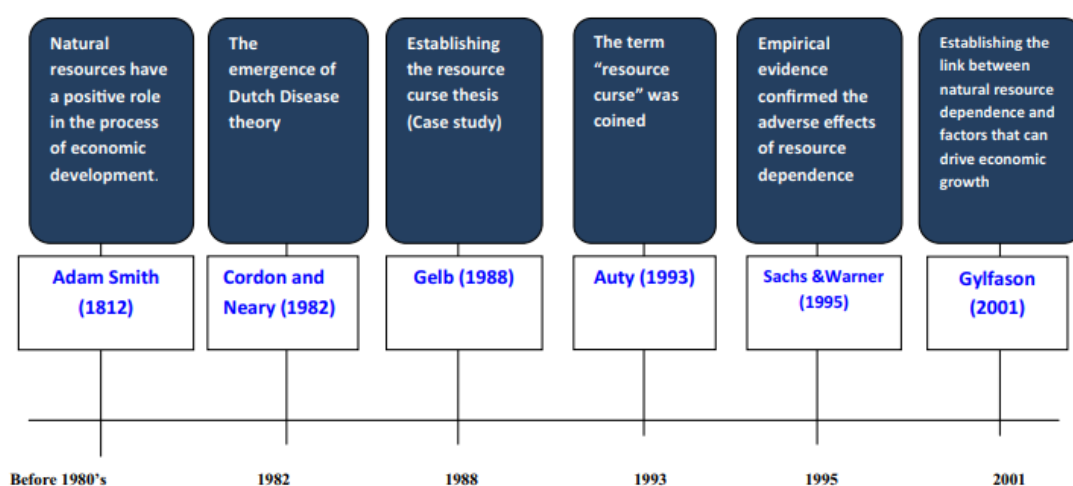 Natural
resources have
a positive role
in the process
of economic
development.
The
emergence of
Dutch Disease
theory
Establishing
the resource
curse thesis
(Case study)
The term
“resource
curse” was
coined
Empirical
evidence
confirmed the
adverse effects
of resource
dependence
Establishing the
link between
natural resource
dependence and
factors that can
drive economic
growth
Adam Smith
(1812)
Cordon and
Neary (1982)
Gelb (1988)
Auty (1993)
Sachs &Warner
(1995)
Gylfason
(2001)
Before 1980’s
1982
1988
1993
1995
2001